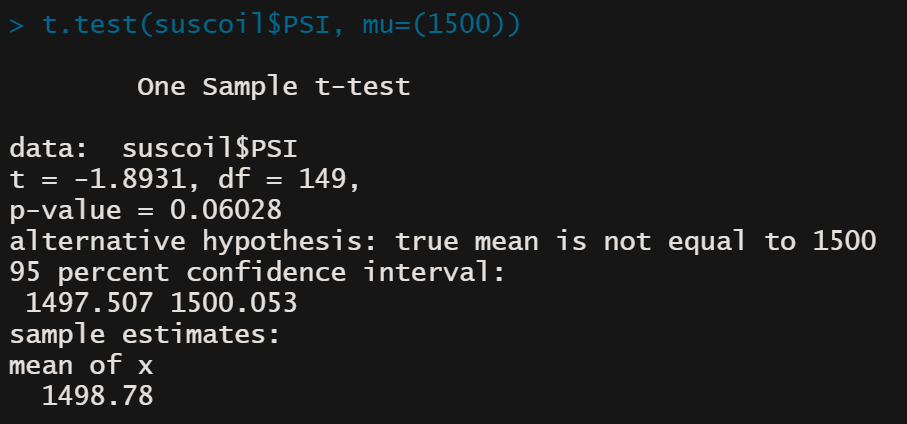 > t.test(suscoil$PSI, mu=(1500))
One Sample t-test
data:  suscoil$PSI
t = -1.8931, df = 149,
p-value = 0.06028
alternative hypothesis: true mean is not equal to 1500
95 percent confidence interval:
1497.507 1500.053
sample estimates:
mean of x
1498.78